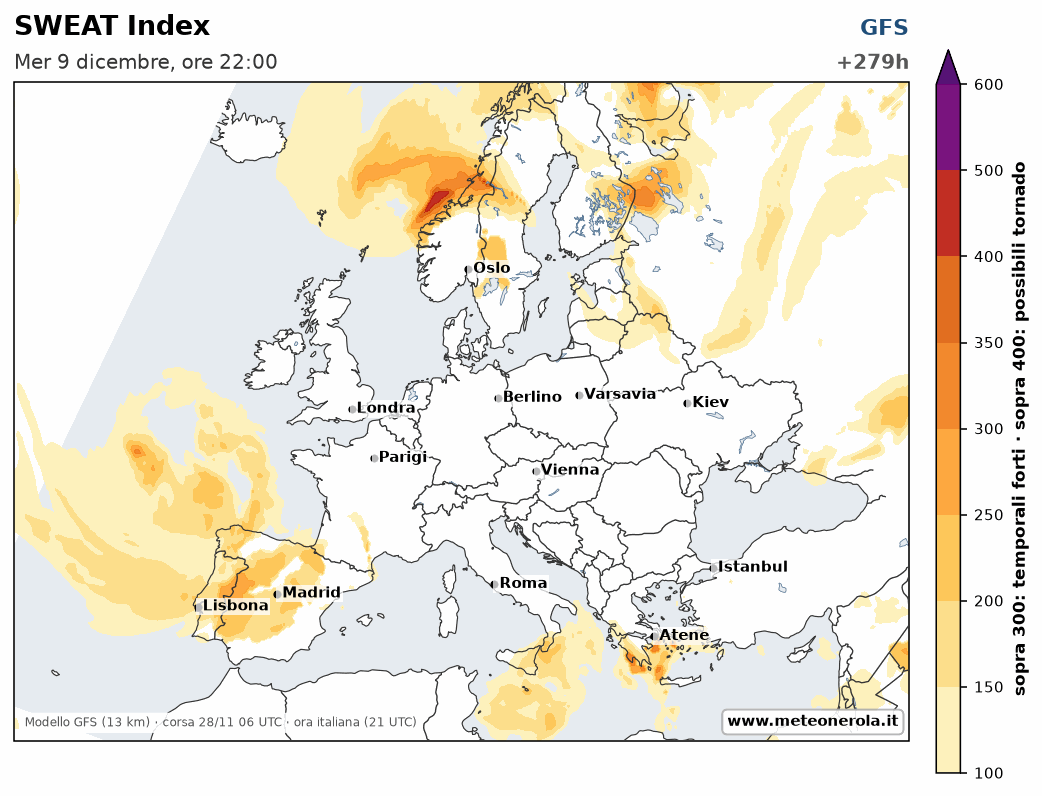 SWEAT Index
GFS
Mer 9 dicembre, ore 22:00
+279h
Oslo
Londra
Berlino
Varsavia
Kiev
Parigi
Vienna
Istanbul
Roma
Madrid
Lisbona
Atene
Modello GFS (13 km) · corsa 28/11 06 UTC · ora italiana (21 UTC)
www.meteonerola.it
600
500
400
350
300
250
200
150
100
sopra 300: temporali forti · sopra 400: possibili tornado